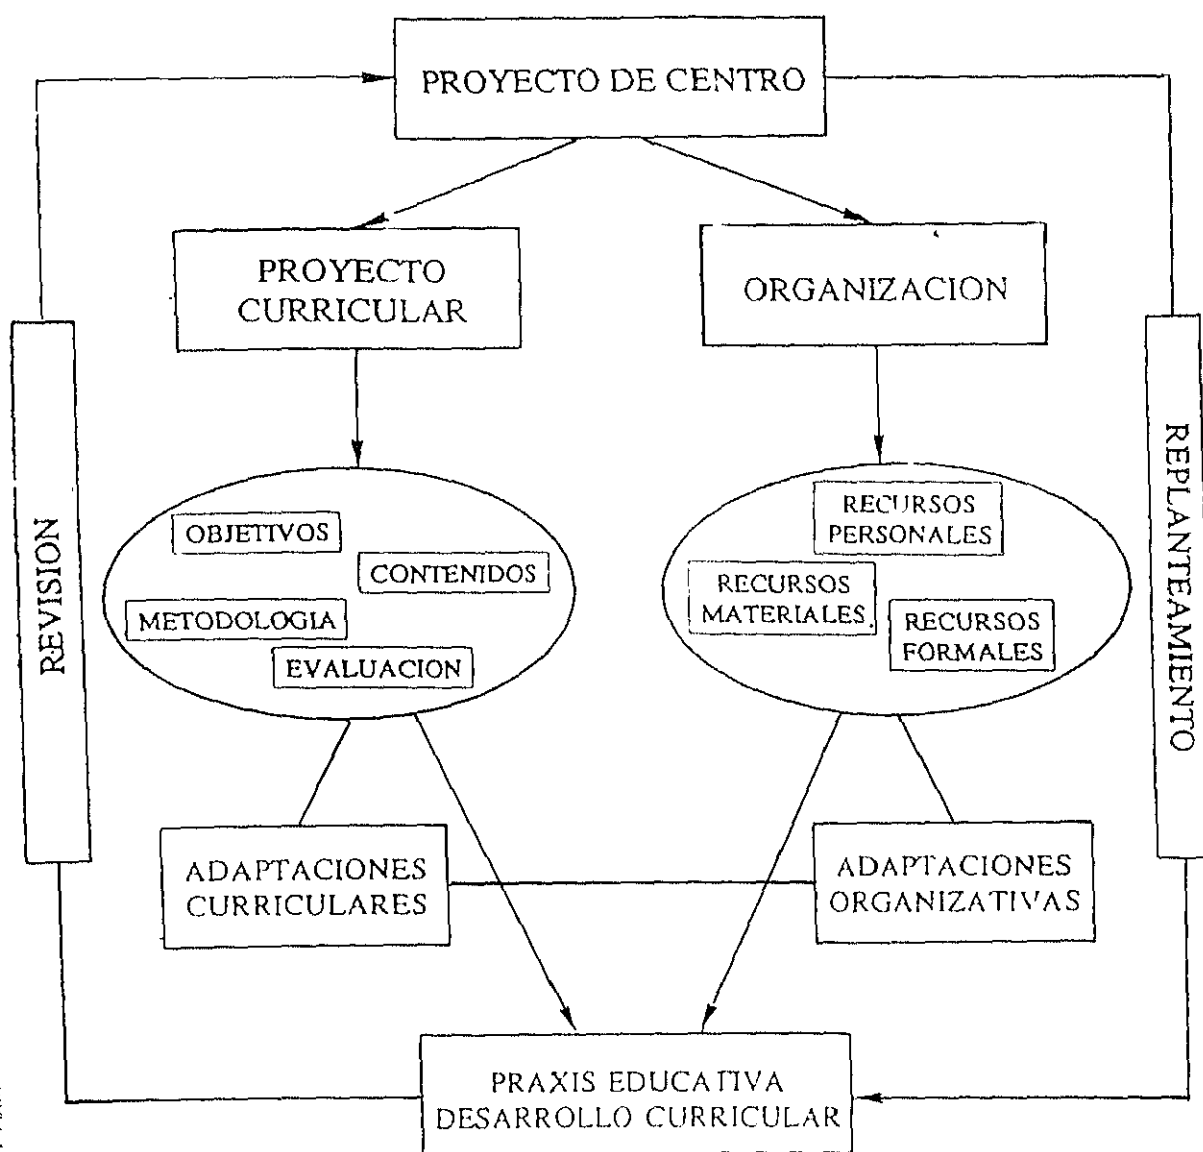 PROYECTO DE CENTRO
PROYECTO
CURRICULAR
ORGANIZACION
REVISION
REPLANTEAMIENTO
OBJETIVOS
CONTENIDOS
METODOLOGIA
EVALUACION
RECURSOS
PERSONALES
RECURSOS
MATERIALES
RECURSOS
FORMALES
ADAPTACIONES
CURRICULARES
ADAPTACIONES
ORGANIZATIVAS
PRAXIS EDUCATIVA
DESARROLLO CURRICULAR